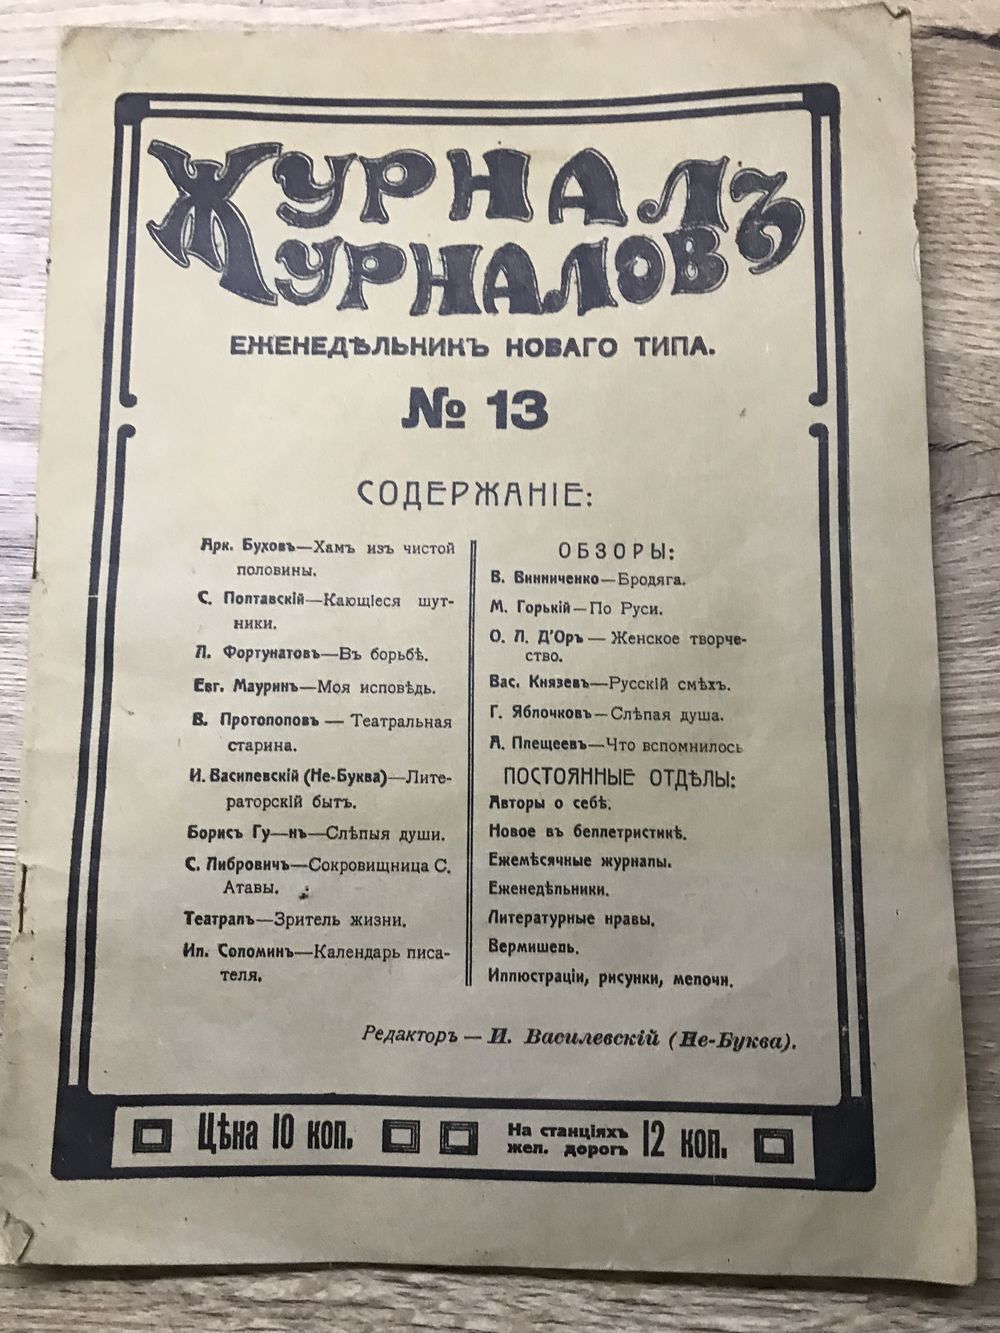 Журналъ
Журналовъ
ЕЖЕНЕДѢЛЬНИКЪ НОВАГО ТИПА.
№ 13
СОДЕРЖАНІЕ:
Арк. Буховъ—Хамъ изъ чистой
половины.
С. Полтавскій—Кающіеся шут-
ники.
Л. Фортунатовъ—Въ борьбѣ.
Евг. Мауринъ—Моя исповѣдь.
В. Протопоповъ — Театральная
старина.
И. Василевскій (Не-Буква)—Лите-
раторскій бытъ.
Борисъ Гу—нъ—Слѣпыя души.
С. Либровичъ—Сокровищница С.
Атавы.
Театралъ—Зритель жизни.
Ил. Соломинъ—Календарь писа-
теля.
ОБЗОРЫ:
В. Винниченко—Бродяга.
М. Горькій—По Руси.
О. Л. Д'Оръ — Женское творче-
ство.
Вас. Князевъ—Русскій смѣхъ.
Г. Яблочковъ—Слѣпая душа.
А. Плещеевъ—Что вспомнилось
ПОСТОЯННЫЕ ОТДѢЛЫ:
Авторы о себѣ.
Новое въ беллетристикѣ.
Ежемѣсячные журналы.
Еженедѣльники.
Литературные нравы.
Вермишель.
Иллюстраціи, рисунки, мелочи.
Редакторъ — И. Василевскій (Не-Буква).
Цѣна 10 коп.
На станціяхъ
жел. дорогъ 12 коп.